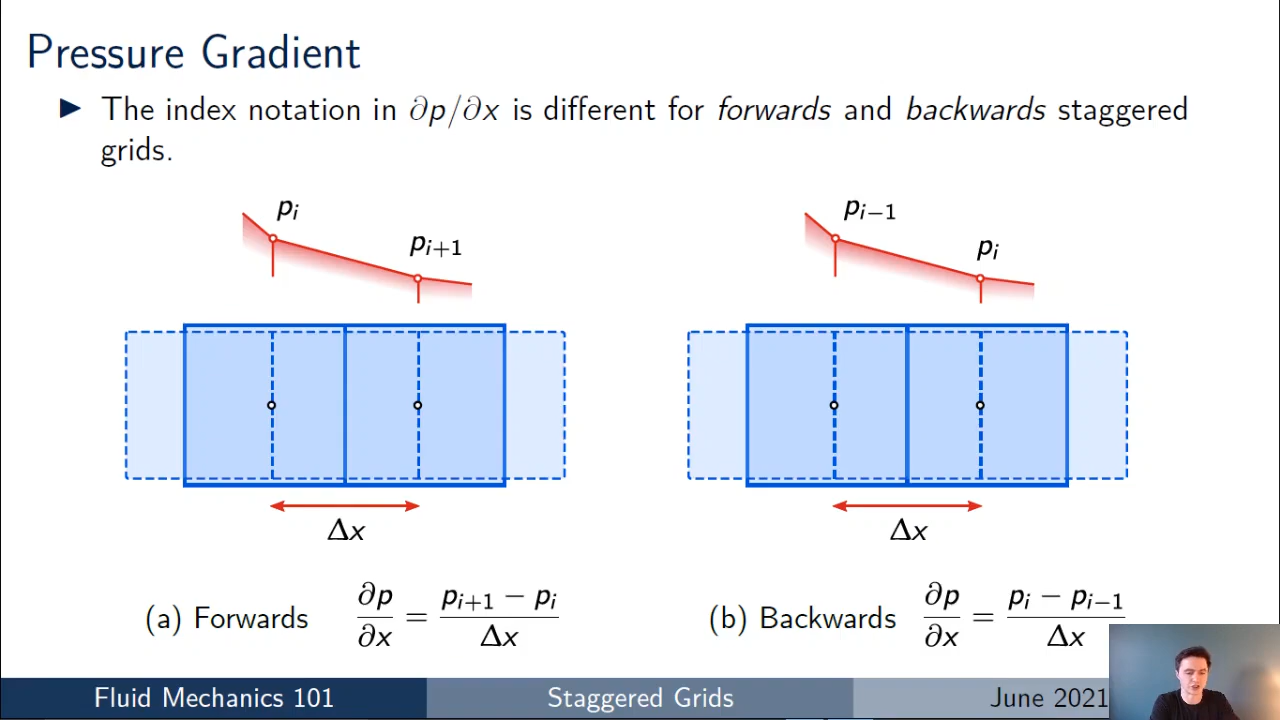 Pressure Gradient
▶ The index notation in ∂p/∂x is different for forwards and backwards staggered
grids.
p_i
p_{i+1}
p_{i−1}
p_i
Δx
Δx
(a) Forwards ∂p/∂x = (p_{i+1} − p_i)/Δx
(b) Backwards ∂p/∂x = (p_i − p_{i−1})/Δx
Fluid Mechanics 101
Staggered Grids
June 2021